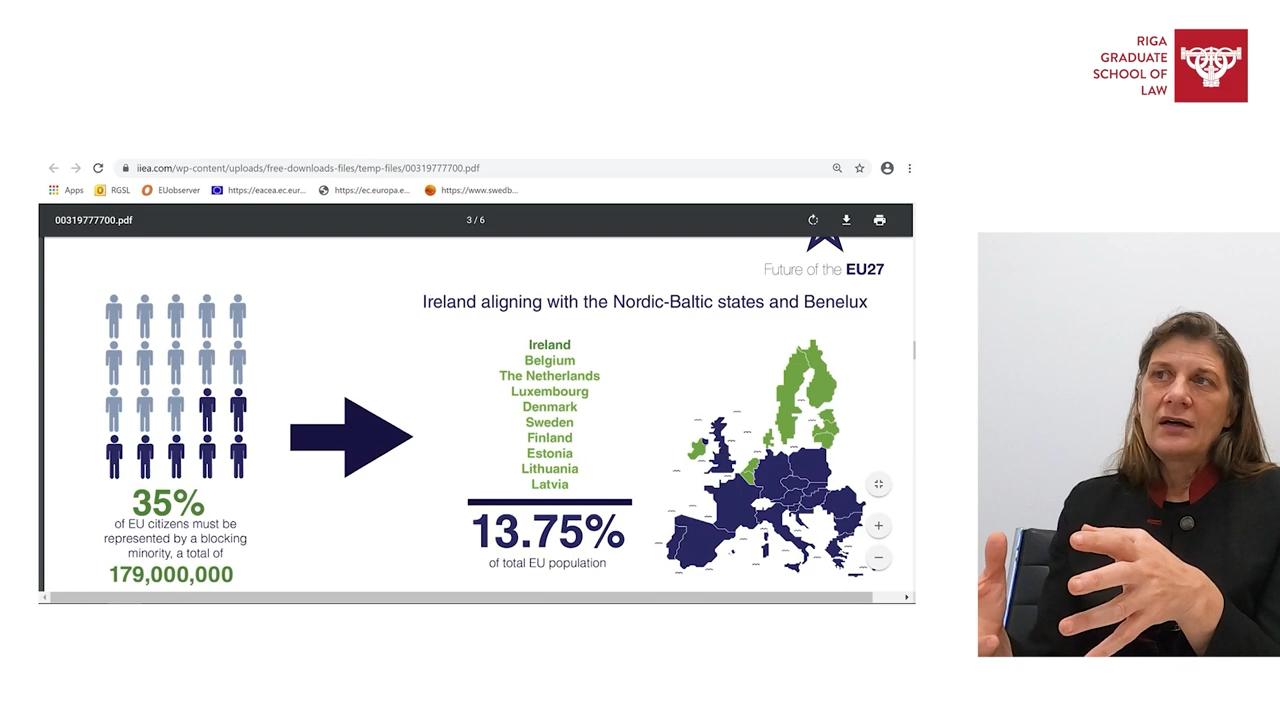 RIGA
GRADUATE
SCHOOL OF
LAW
iiea.com/wp-content/uploads/free-downloads-files/temp-files/00319777700.pdf
Apps RGSL EUobserver https://eacea.ec.eur... https://ec.europa.e... https://www.swedb...
00319777700.pdf 3 / 6
Future of the EU27
Ireland aligning with the Nordic-Baltic states and Benelux
Ireland
Belgium
The Netherlands
Luxembourg
Denmark
Sweden
Finland
Estonia
Lithuania
Latvia
13.75%
of total EU population
35%
of EU citizens must be
represented by a blocking
minority, a total of
179,000,000